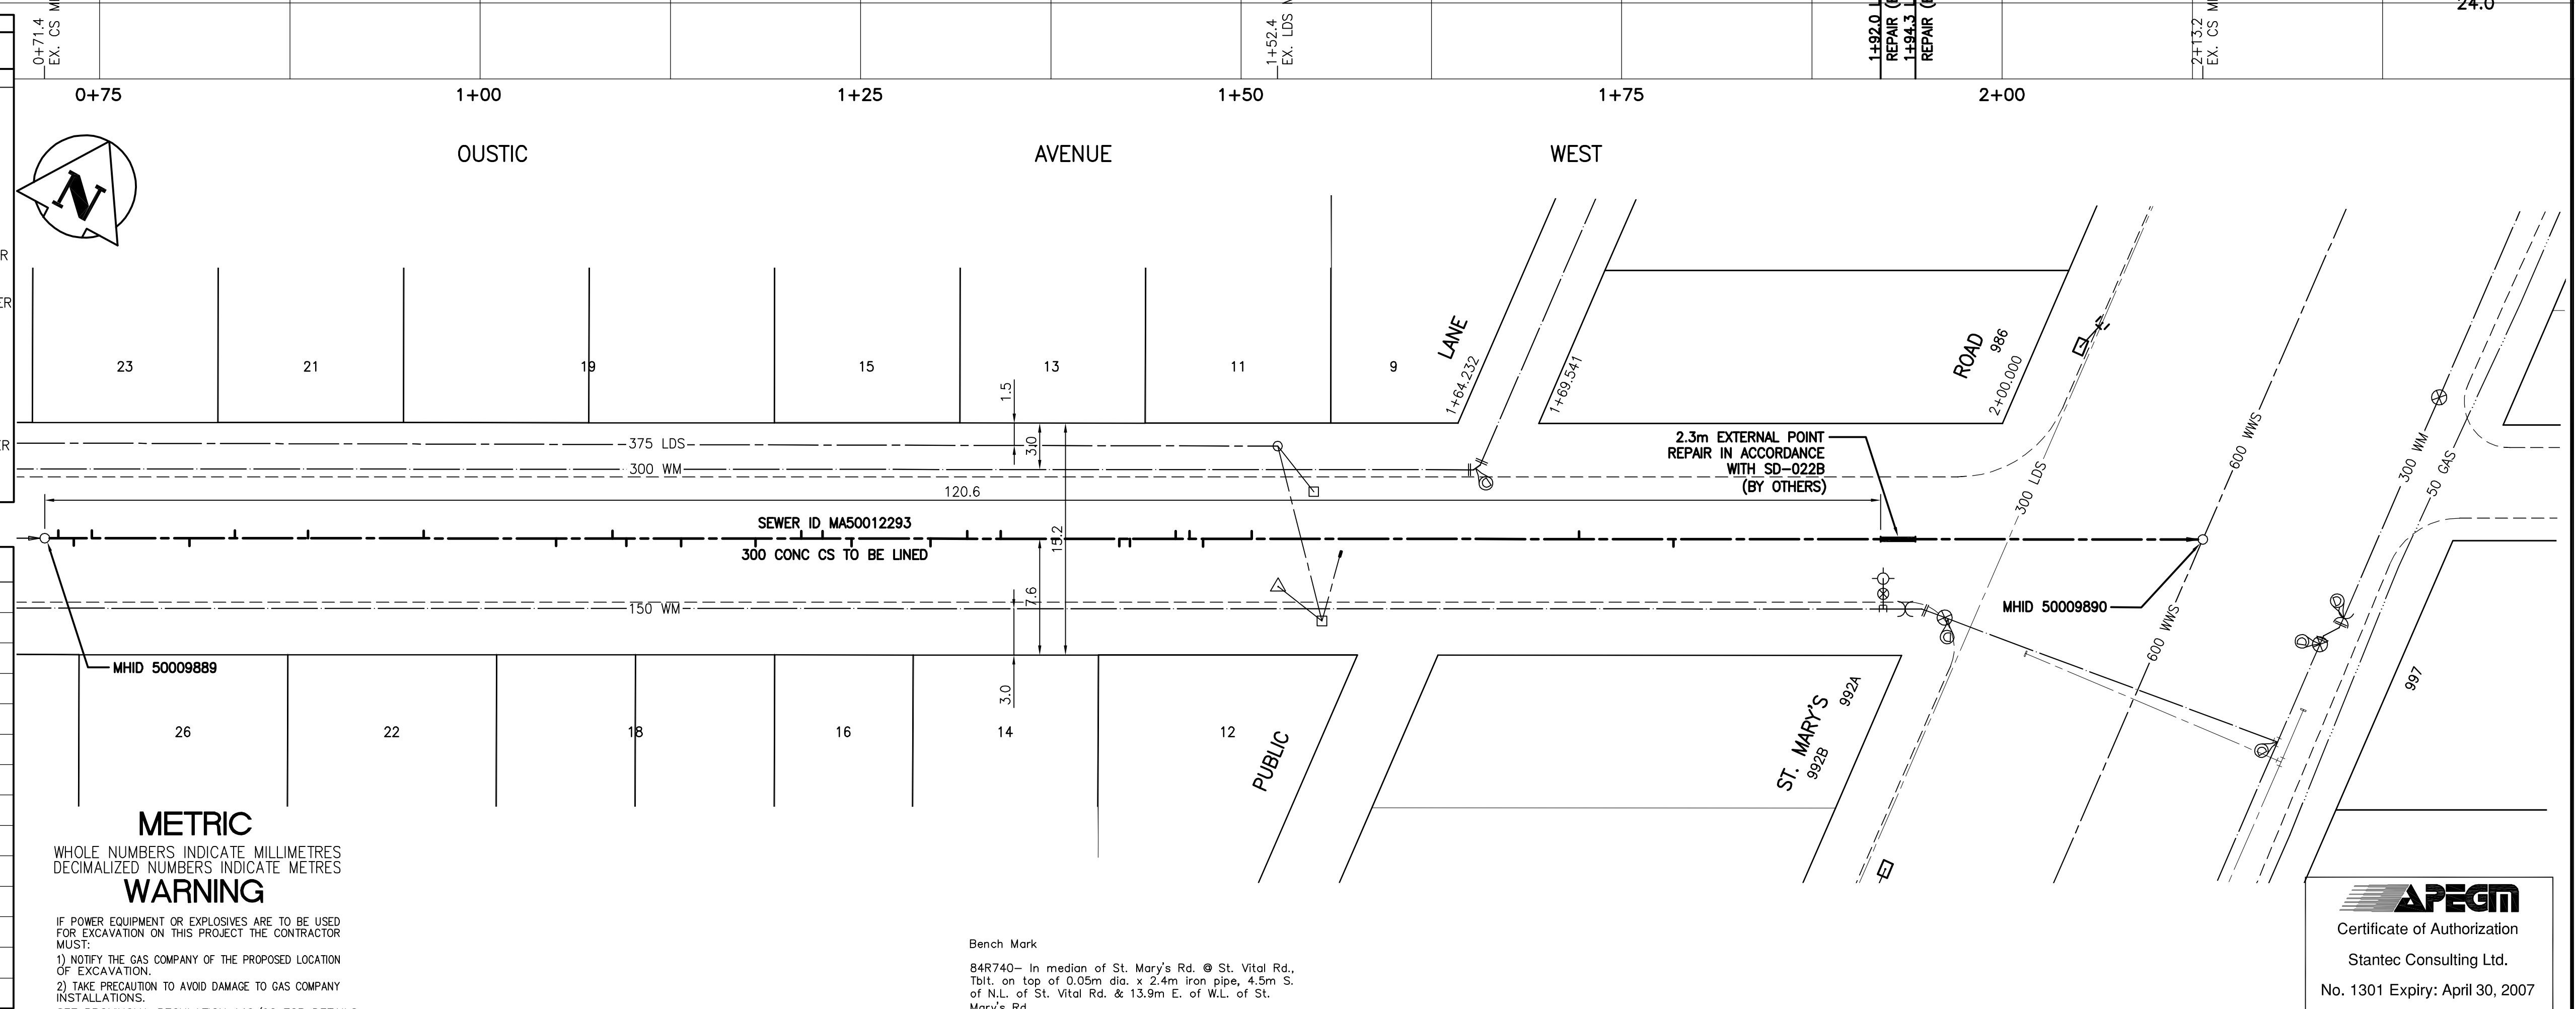 0+71.4
EX. CS
1+52.4
EX. LDS
1+92.0
REPAIR
1+94.3
REPAIR
2+13.2
EX. CS
24.0
0+75
1+00
1+25
1+50
1+75
2+00
OUSTIC
AVENUE
WEST
N
23
21
19
15
13
11
9
LANE
1+64.232
1+69.541
ROAD
986
2+00.000
1.5
3.0
375 LDS
300 WM
2.3m EXTERNAL POINT
REPAIR IN ACCORDANCE
WITH SD-022B
(BY OTHERS)
120.6
300 LDS
600 WWS
300 WM
50 GAS
SEWER ID MA50012293
300 CONC CS TO BE LINED
15.2
7.6
150 WM
MHID 50009890
600 WWS
MHID 50009889
3.0
997
26
22
18
16
14
12
PUBLIC
ST. MARY'S
992A
992B
METRIC
WHOLE NUMBERS INDICATE MILLIMETRES
DECIMALIZED NUMBERS INDICATE METRES
WARNING
IF POWER EQUIPMENT OR EXPLOSIVES ARE TO BE USED
FOR EXCAVATION ON THIS PROJECT THE CONTRACTOR
MUST:
1) NOTIFY THE GAS COMPANY OF THE PROPOSED LOCATION
OF EXCAVATION.
2) TAKE PRECAUTION TO AVOID DAMAGE TO GAS COMPANY
INSTALLATIONS.
Bench Mark
84R740- In median of St. Mary's Rd. @ St. Vital Rd.,
Tblt. on top of 0.05m dia. x 2.4m iron pipe, 4.5m S.
of N.L. of St. Vital Rd. & 13.9m E. of W.L. of St.
Mary's Rd.
APEGM
Certificate of Authorization
Stantec Consulting Ltd.
No. 1301 Expiry: April 30, 2007